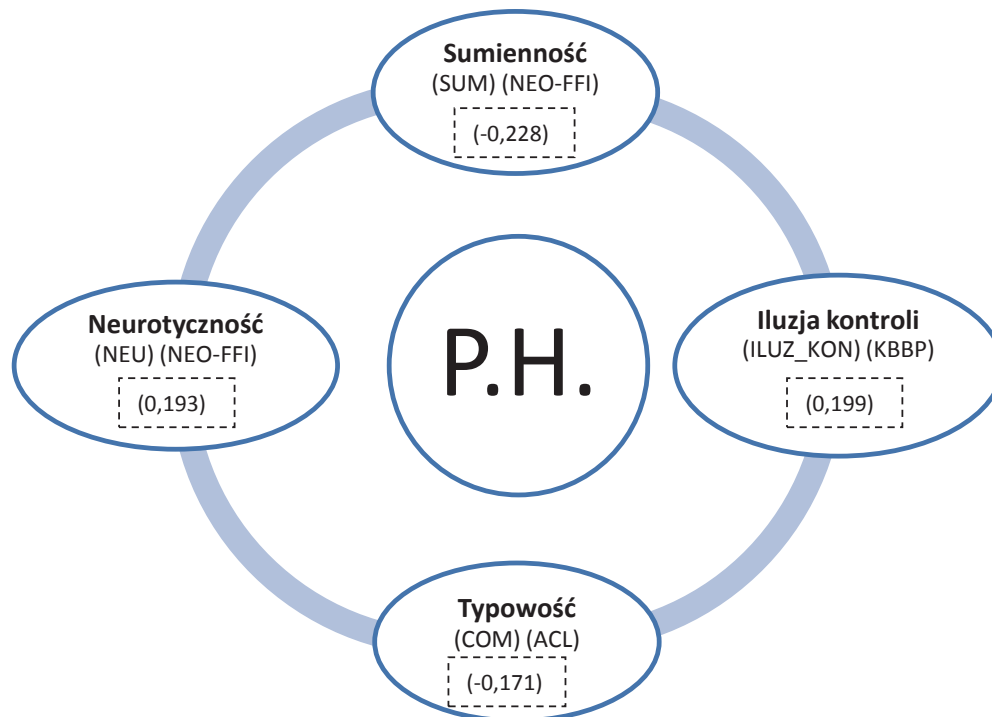 Sumienność
(SUM) (NEO-FFI)
(-0,228)
Neurotyczność
(NEU) (NEO-FFI)
(0,193)
P.H.
Iluzja kontroli
(ILUZ_KON) (KBBP)
(0,199)
Typowość
(COM) (ACL)
(-0,171)